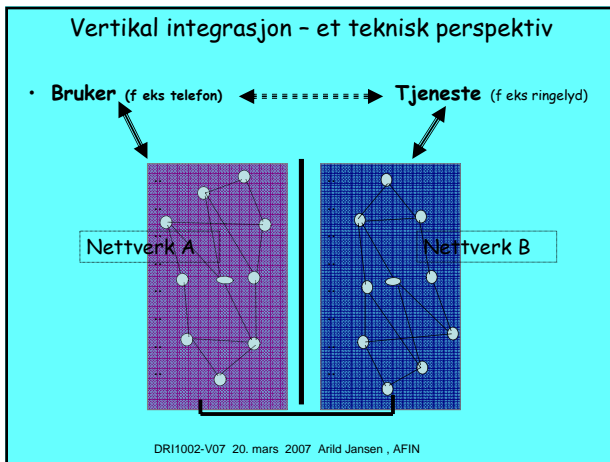 Vertikal integrasjon – et teknisk perspektiv
• Bruker (f eks telefon) Tjeneste (f eks ringelyd)
Nettverk A Nettverk B
DRI1002-V07 20. mars 2007 Arild Jansen , AFIN